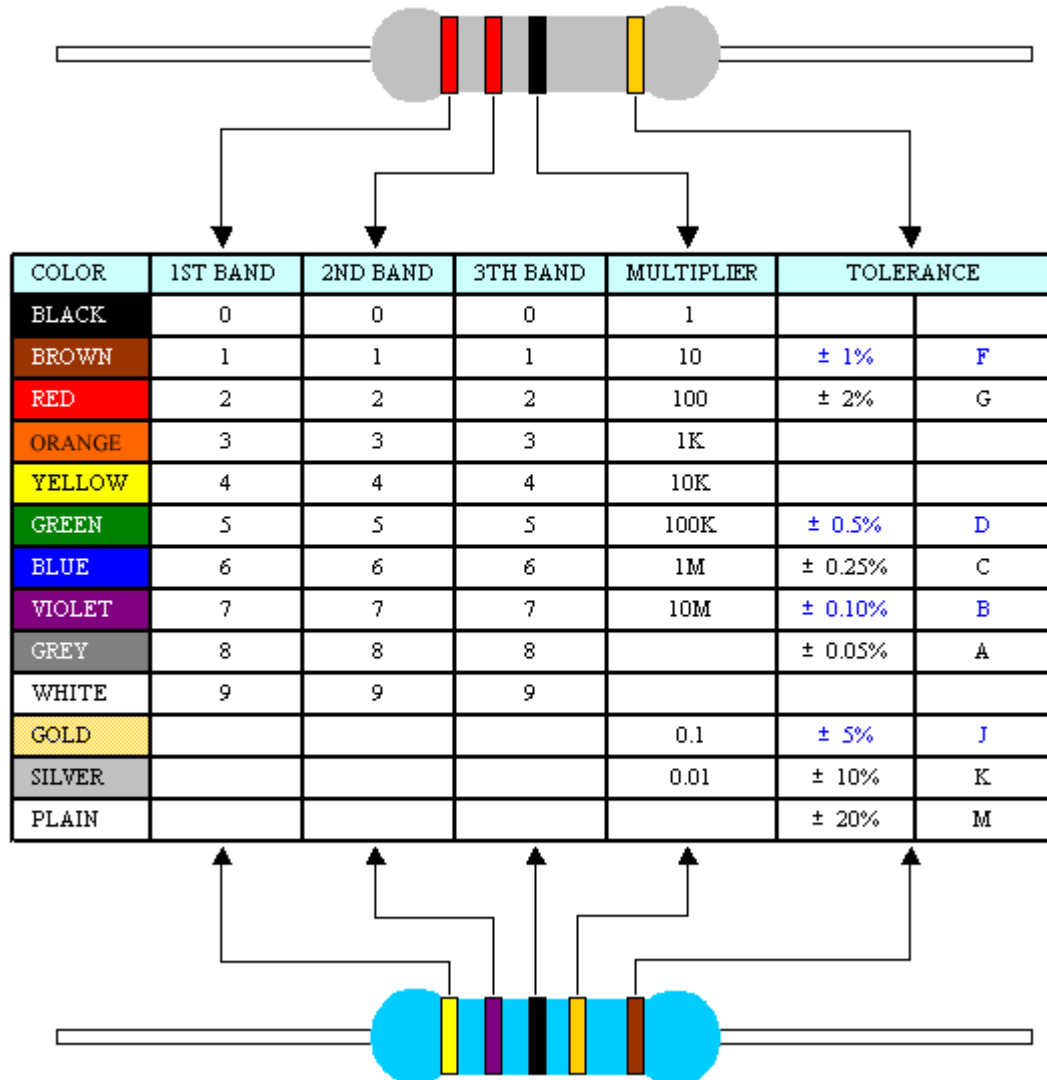 COLOR 1ST BAND 2ND BAND 3TH BAND MULTIPLIER TOLERANCE
BLACK 0 0 0 1
BROWN 1 1 1 10 ± 1% F
RED 2 2 2 100 ± 2% G
ORANGE 3 3 3 1K
YELLOW 4 4 4 10K
GREEN 5 5 5 100K ± 0.5% D
BLUE 6 6 6 1M ± 0.25% C
VIOLET 7 7 7 10M ± 0.10% B
GREY 8 8 8 ± 0.05% A
WHITE 9 9 9
GOLD 0.1 ± 5% J
SILVER 0.01 ± 10% K
PLAIN ± 20% M